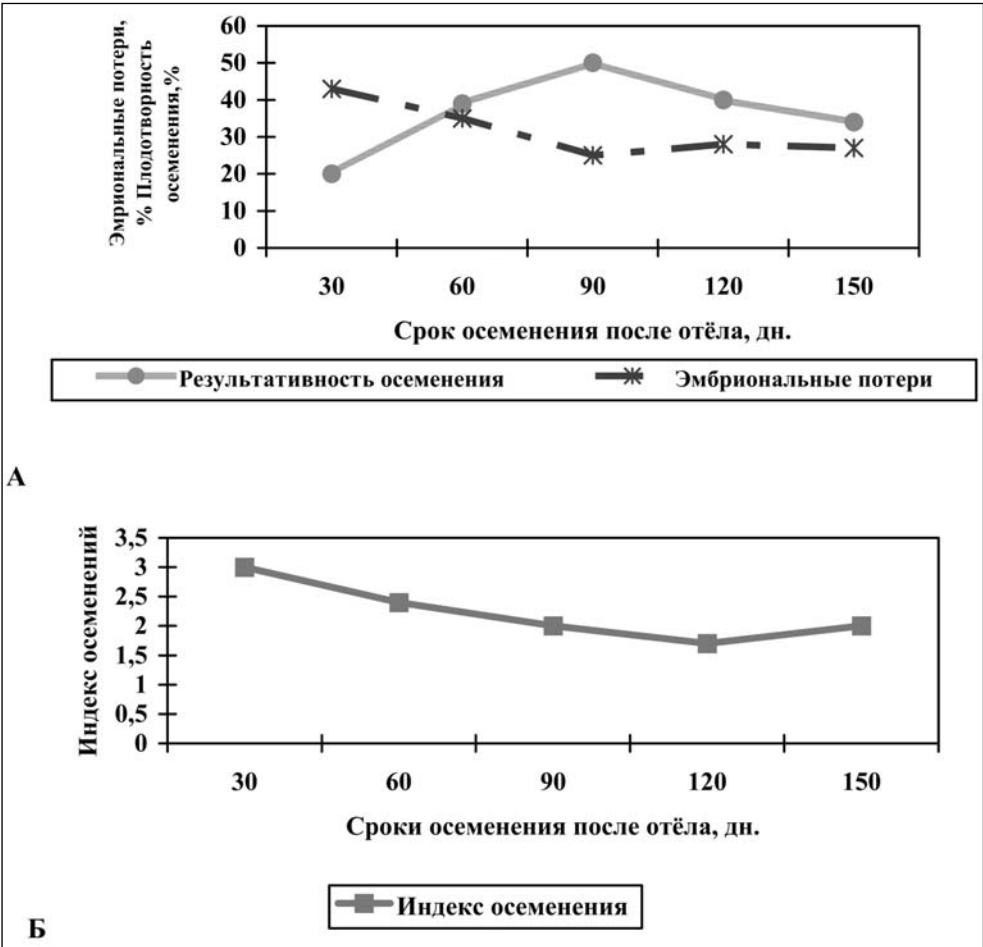 Эмриональные потери,
% Плодотворность
осеменения,%
60
50
40
30
20
10
0
30 60 90 120 150
Срок осеменения после отёла, дн.
Результативность осеменения Эмбриональные потери
А
Индекс осеменений
3,5
3
2,5
2
1,5
1
0,5
0
30 60 90 120 150
Сроки осеменения после отёла, дн.
Индекс осеменения
Б